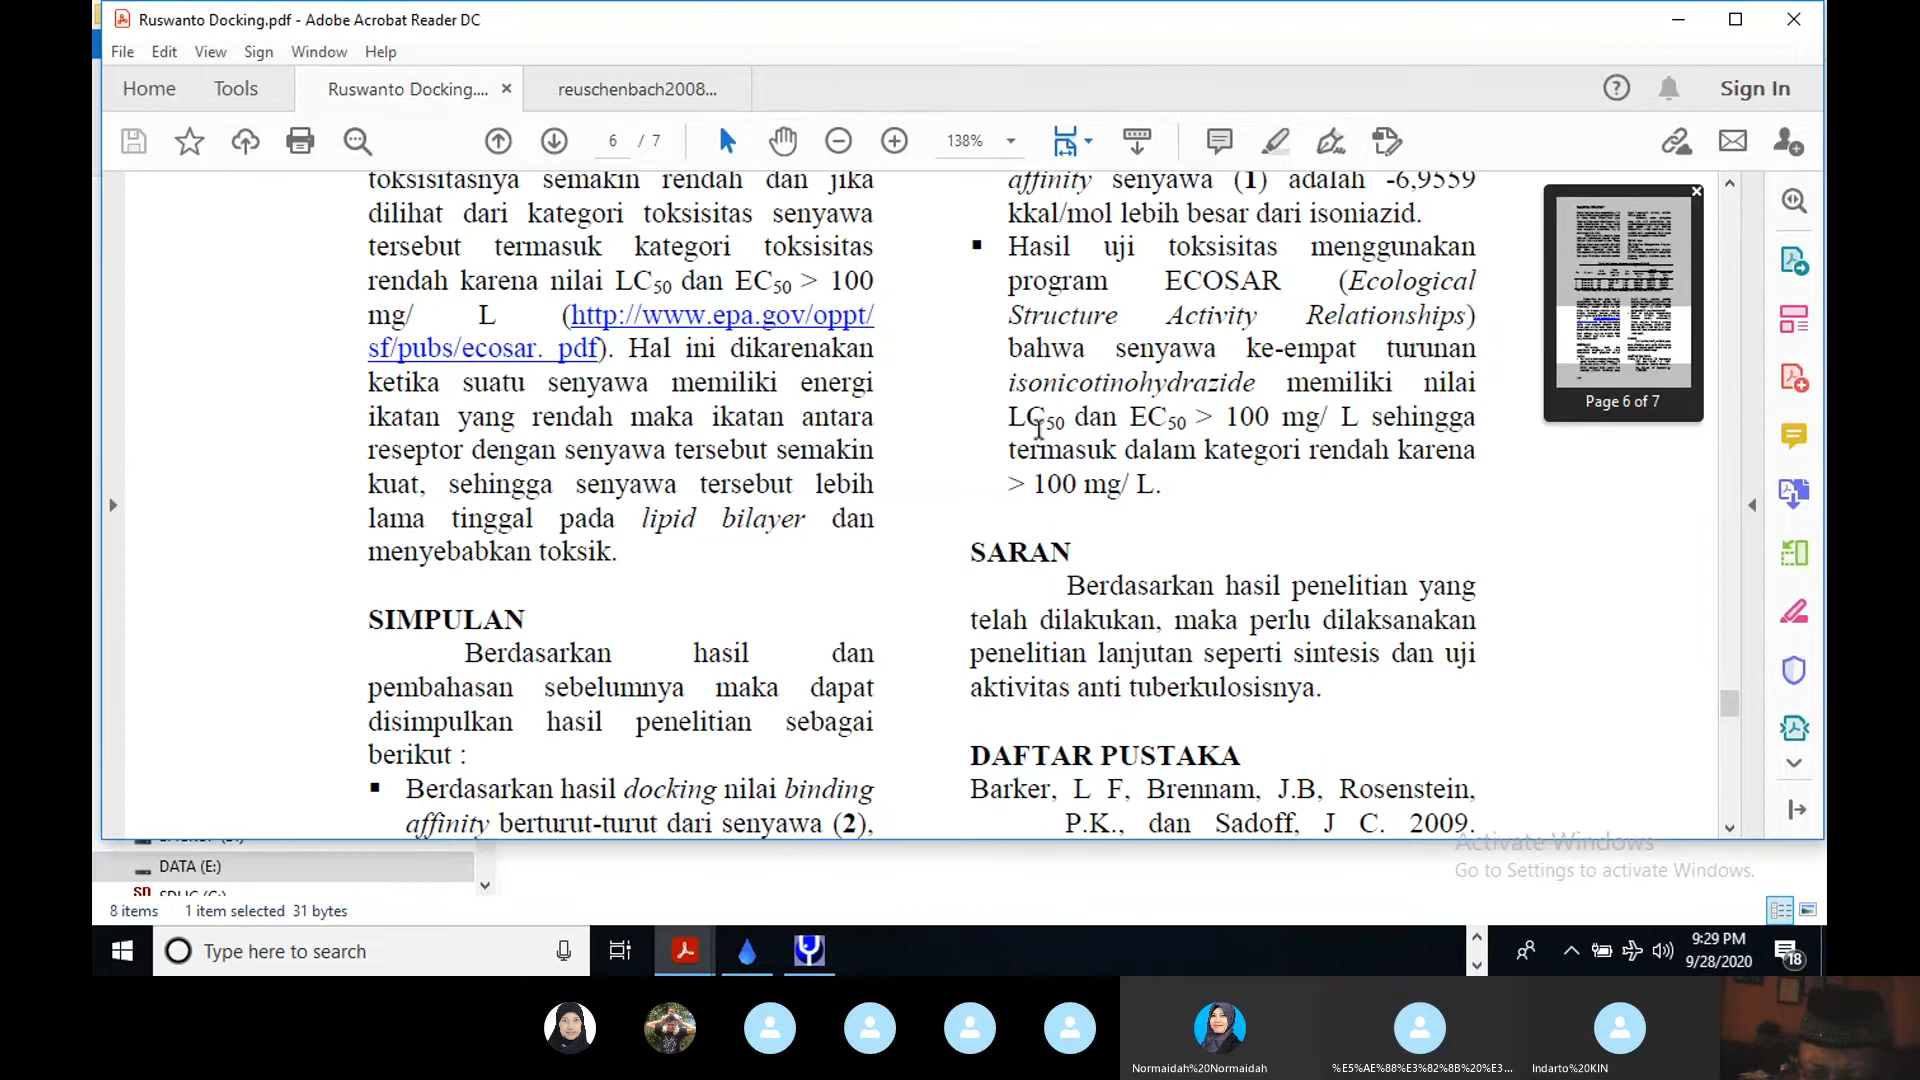 Ruswanto Docking.pdf - Adobe Acrobat Reader DC
File Edit View Sign Window Help
Home Tools Ruswanto Docking.... × reuschenbach2008... Sign In
6 / 7 138%
toksisitasnya semakin rendah dan jika
dilihat dari kategori toksisitas senyawa
tersebut termasuk kategori toksisitas
rendah karena nilai LC50 dan EC50 > 100
mg/ L (http://www.epa.gov/oppt/
sf/pubs/ecosar. pdf). Hal ini dikarenakan
ketika suatu senyawa memiliki energi
ikatan yang rendah maka ikatan antara
reseptor dengan senyawa tersebut semakin
kuat, sehingga senyawa tersebut lebih
lama tinggal pada lipid bilayer dan
menyebabkan toksik.
SIMPULAN
Berdasarkan hasil dan
pembahasan sebelumnya maka dapat
disimpulkan hasil penelitian sebagai
berikut :
▪ Berdasarkan hasil docking nilai binding
affinity berturut-turut dari senyawa (2),
affinity senyawa (1) adalah -6,9559
kkal/mol lebih besar dari isoniazid.
▪ Hasil uji toksisitas menggunakan
program ECOSAR (Ecological
Structure Activity Relationships)
bahwa senyawa ke-empat turunan
isonicotinohydrazide memiliki nilai
LC50 dan EC50 > 100 mg/ L sehingga
termasuk dalam kategori rendah karena
> 100 mg/ L.
SARAN
Berdasarkan hasil penelitian yang
telah dilakukan, maka perlu dilaksanakan
penelitian lanjutan seperti sintesis dan uji
aktivitas anti tuberkulosisnya.
DAFTAR PUSTAKA
Barker, L F, Brennam, J.B, Rosenstein,
P.K., dan Sadoff, J C. 2009.
Page 6 of 7
Activate Windows
Go to Settings to activate Windows.
DATA (E:)
8 items 1 item selected 31 bytes
Type here to search
9:29 PM
9/28/2020
18
Normaidah%20Normaidah
%E5%AE%88%E3%82%8B%20%E3...
Indarto%20KIN